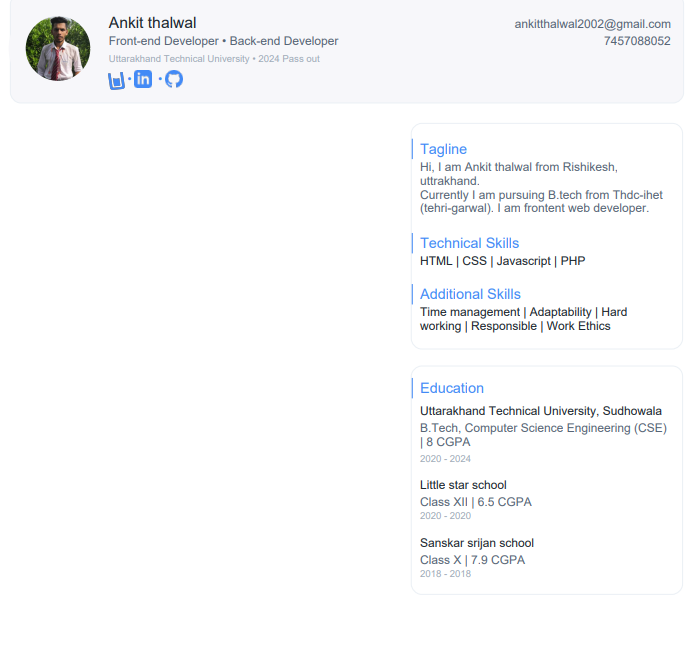 Ankit thalwal
Front-end Developer • Back-end Developer
Uttarakhand Technical University • 2024 Pass out
ankitthalwal2002@gmail.com
7457088052
Tagline
Hi, I am Ankit thalwal from Rishikesh,
uttrakhand.
Currently I am pursuing B.tech from Thdc-ihet
(tehri-garwal). I am frontent web developer.
Technical Skills
HTML | CSS | Javascript | PHP
Additional Skills
Time management | Adaptability | Hard
working | Responsible | Work Ethics
Education
Uttarakhand Technical University, Sudhowala
B.Tech, Computer Science Engineering (CSE)
| 8 CGPA
2020 - 2024
Little star school
Class XII | 6.5 CGPA
2020 - 2020
Sanskar srijan school
Class X | 7.9 CGPA
2018 - 2018